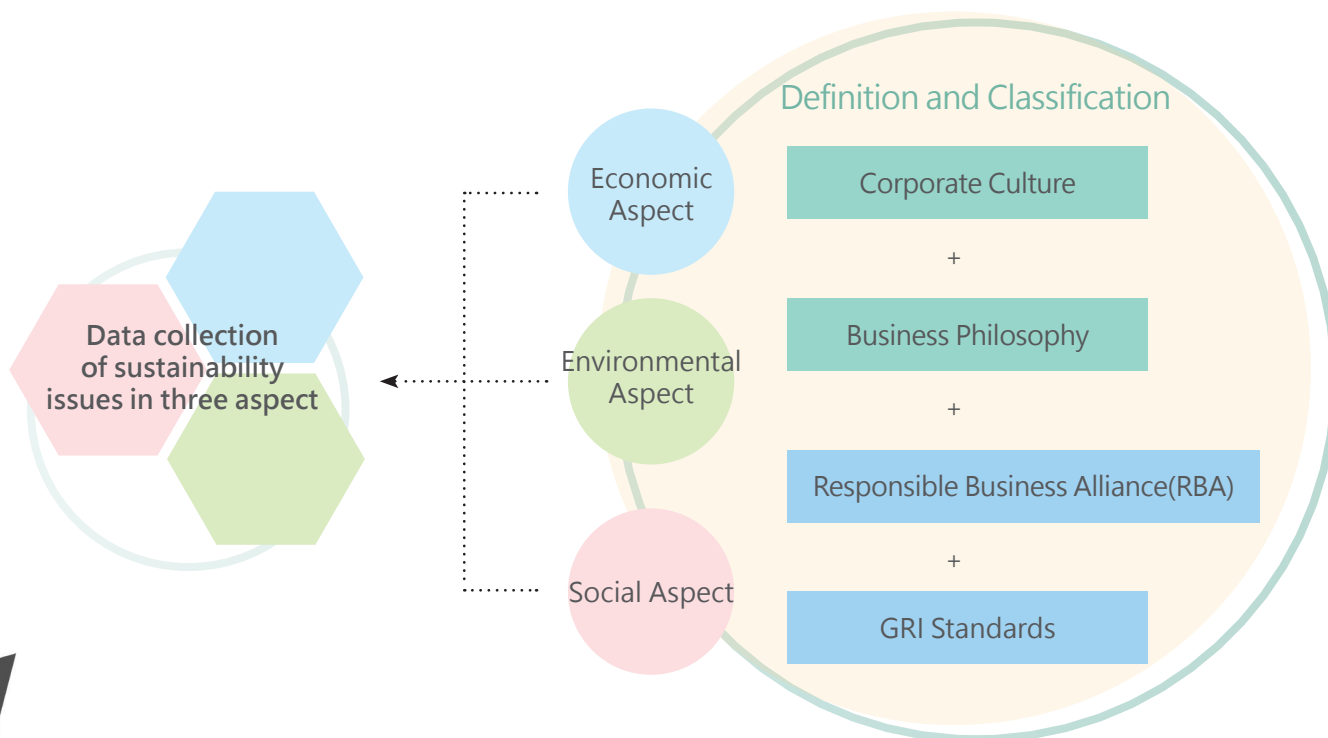 Definition and Classification
Economic
Aspect
Corporate Culture
+
Business Philosophy
Data collection
of sustainability
issues in three aspect
Environmental
Aspect
+
Responsible Business Alliance(RBA)
+
Social Aspect
GRI Standards